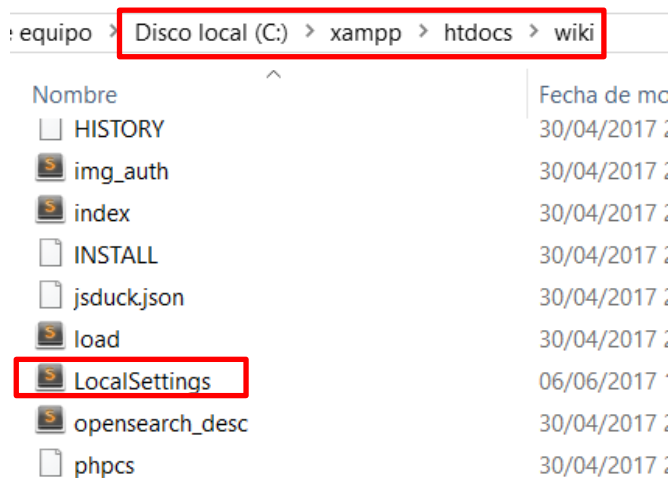 equipo > Disco local (C:) > xampp > htdocs > wiki
Nombre Fecha de mo
HISTORY 30/04/2017 2
img_auth 30/04/2017 2
index 30/04/2017 2
INSTALL 30/04/2017 2
jsduck.json 30/04/2017 2
load 30/04/2017 2
LocalSettings 06/06/2017 1
opensearch_desc 30/04/2017 2
phpcs 30/04/2017 2